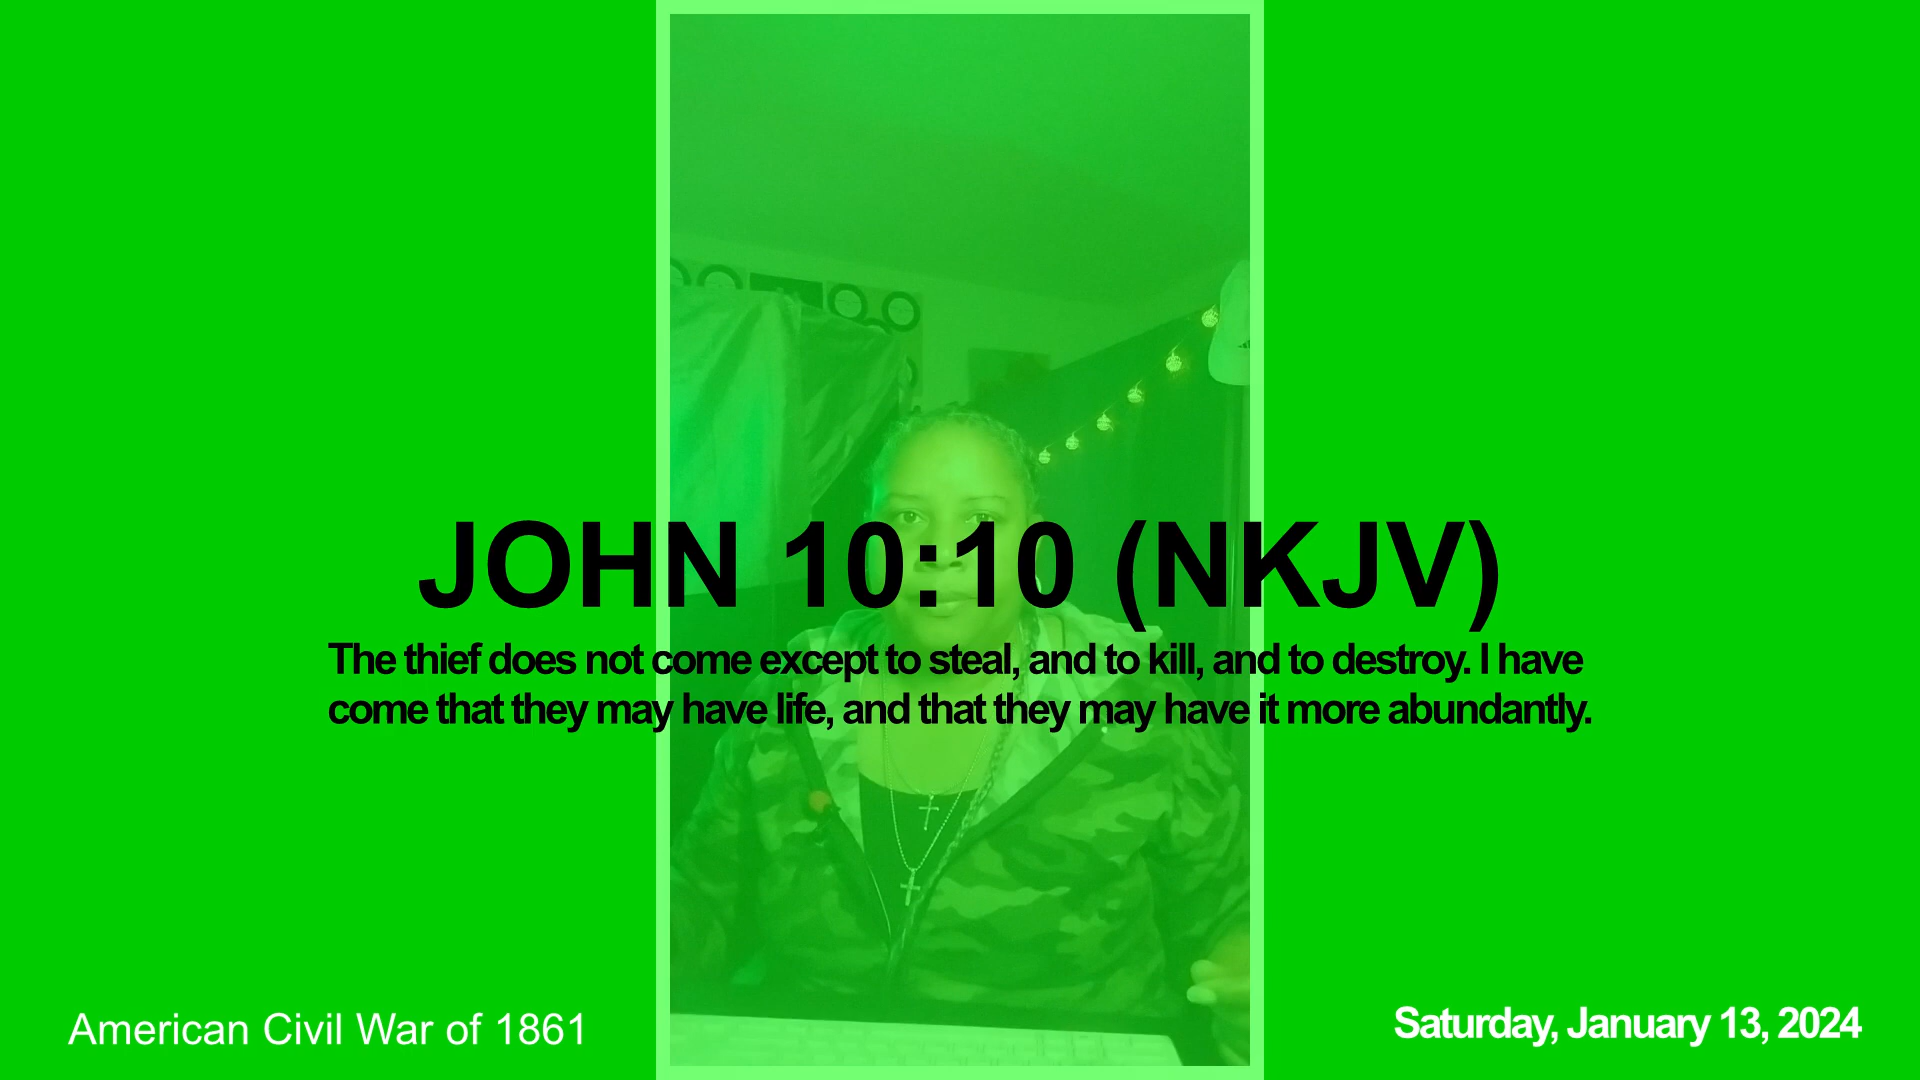 JOHN 10:10 (NKJV)
The thief does not come except to steal, and to kill, and to destroy. I have
come that they may have life, and that they may have it more abundantly.
American Civil War of 1861
Saturday, January 13, 2024